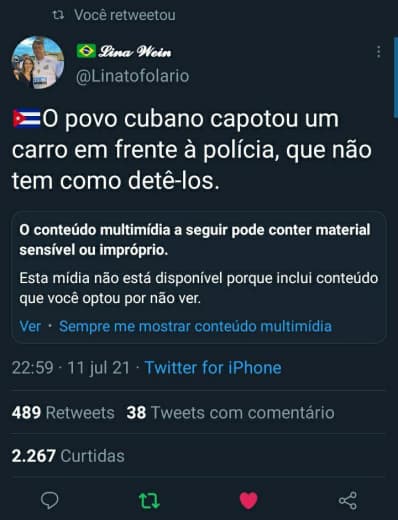 Você retweetou
𝓛𝓲𝓷𝓪 𝓦𝓮𝓲𝓷
@Linatofolario
O povo cubano capotou um
carro em frente à polícia, que não
tem como detê-los.
O conteúdo multimídia a seguir pode conter material
sensível ou impróprio.
Esta mídia não está disponível porque inclui conteúdo
que você optou por não ver.
Ver · Sempre me mostrar conteúdo multimídia
22:59 · 11 jul 21 · Twitter for iPhone
489 Retweets 38 Tweets com comentário
2.267 Curtidas